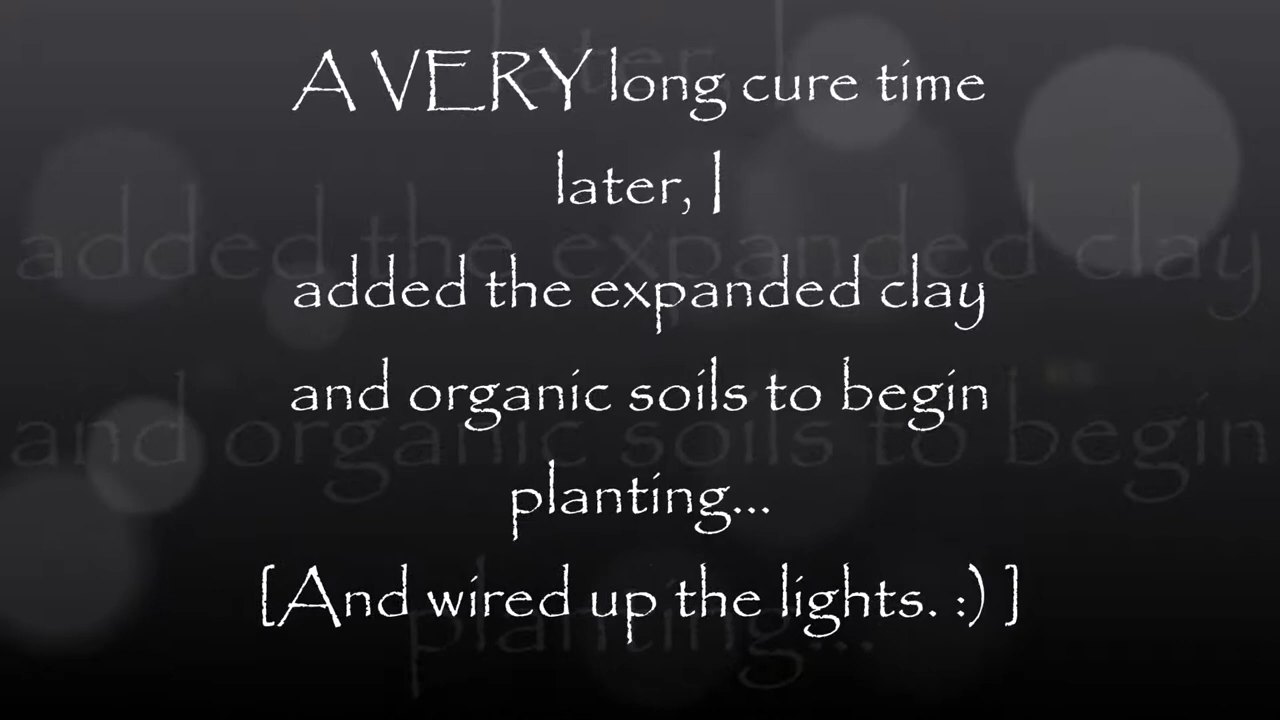 A VERY long cure time
later, I
added the expanded clay
and organic soils to begin
planting...
[And wired up the lights. :) ]